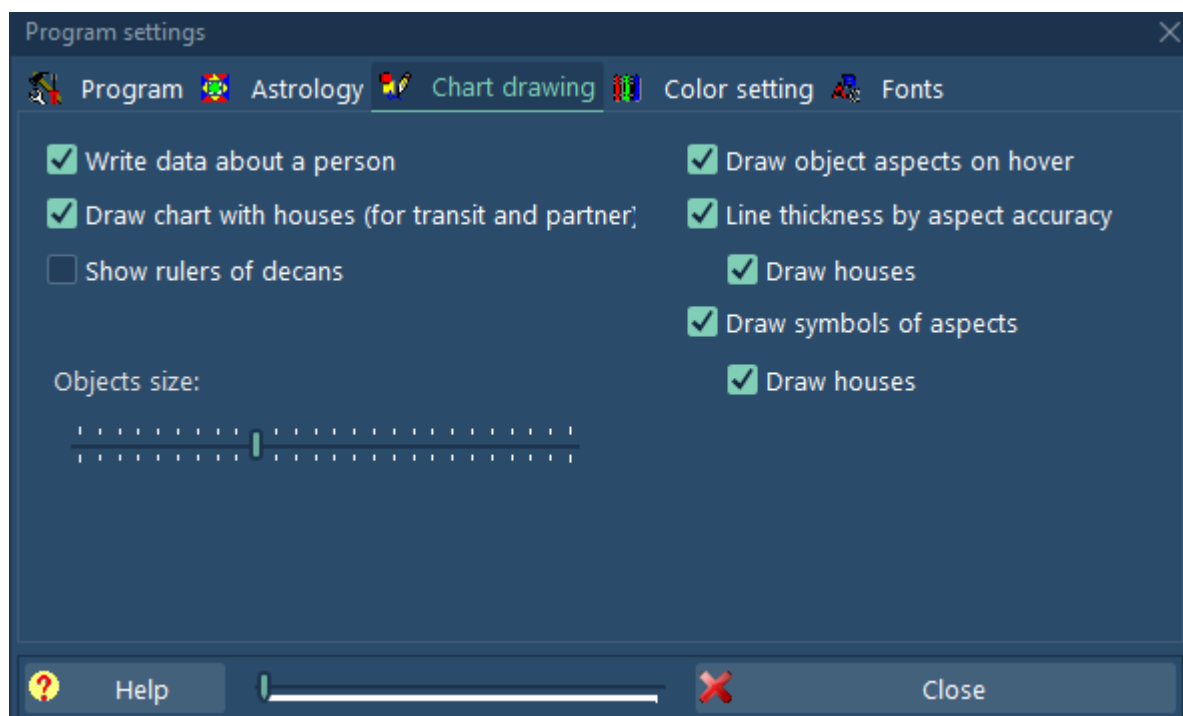 Program settings
Program Astrology Chart drawing Color setting Fonts
Write data about a person
Draw chart with houses (for transit and partner)
Show rulers of decans
Objects size:
Draw object aspects on hover
Line thickness by aspect accuracy
Draw houses
Draw symbols of aspects
Draw houses
Help
Close